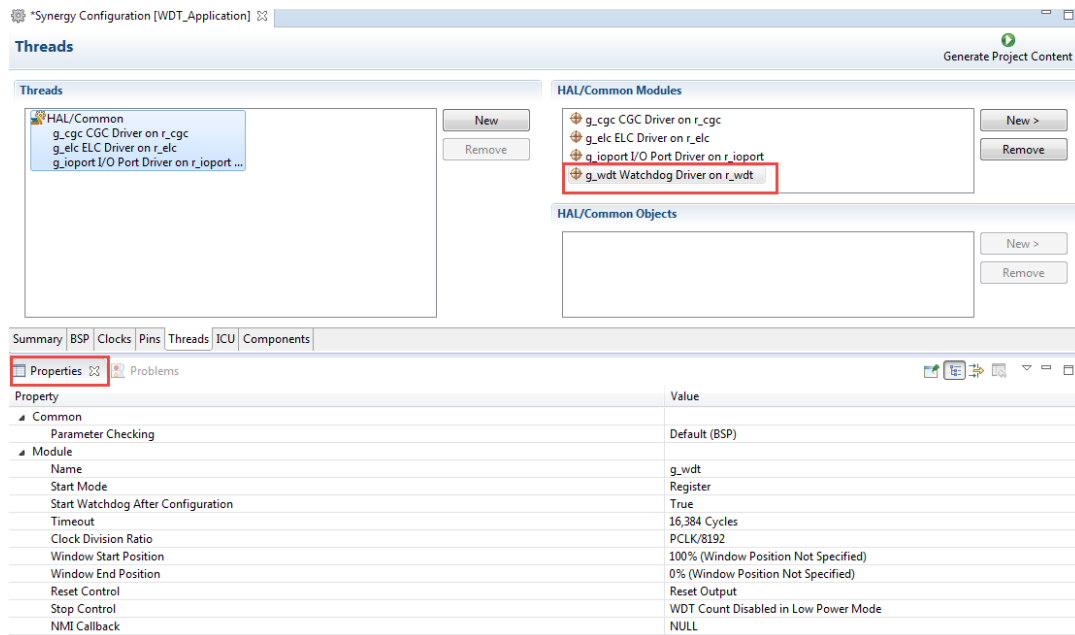 *Synergy Configuration [WDT_Application]
Threads
Generate Project Content
Threads
HAL/Common
g_cgc CGC Driver on r_cgc
g_elc ELC Driver on r_elc
g_ioport I/O Port Driver on r_ioport ...
New
Remove
HAL/Common Modules
g_cgc CGC Driver on r_cgc
g_elc ELC Driver on r_elc
g_ioport I/O Port Driver on r_ioport
g_wdt Watchdog Driver on r_wdt
New >
Remove
HAL/Common Objects
New >
Remove
Summary BSP Clocks Pins Threads ICU Components
Properties Problems
Property Value
Common
Parameter Checking Default (BSP)
Module
Name g_wdt
Start Mode Register
Start Watchdog After Configuration True
Timeout 16,384 Cycles
Clock Division Ratio PCLK/8192
Window Start Position 100% (Window Position Not Specified)
Window End Position 0% (Window Position Not Specified)
Reset Control Reset Output
Stop Control WDT Count Disabled in Low Power Mode
NMI Callback NULL